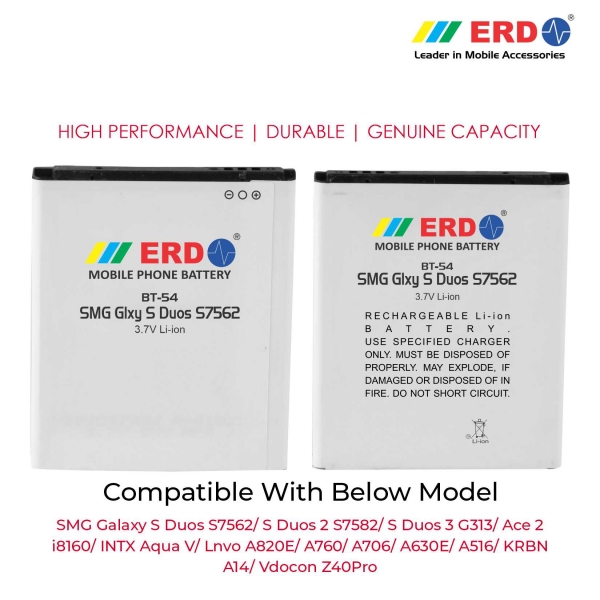 ERD®
Leader in Mobile Accessories
HIGH PERFORMANCE | DURABLE | GENUINE CAPACITY
ERD®
MOBILE PHONE BATTERY
BT-54
SMG Glxy S Duos S7562
3.7V Li-ion
ERD®
MOBILE PHONE BATTERY
BT-54
SMG Glxy S Duos S7562
3.7V Li-ion
RECHARGEABLE Li-ion
BATTERY.
USE SPECIFIED CHARGER
ONLY. MUST BE DISPOSED OF
PROPERLY. MAY EXPLODE, IF
DAMAGED OR DISPOSED OF IN
FIRE. DO NOT SHORT CIRCUIT.
Li-ion
Compatible With Below Model
SMG Galaxy S Duos S7562/ S Duos 2 S7582/ S Duos 3 G313/ Ace 2
i8160/ INTX Aqua V/ Lnvo A820E/ A760/ A706/ A630E/ A516/ KRBN
A14/ Vdocon Z40Pro